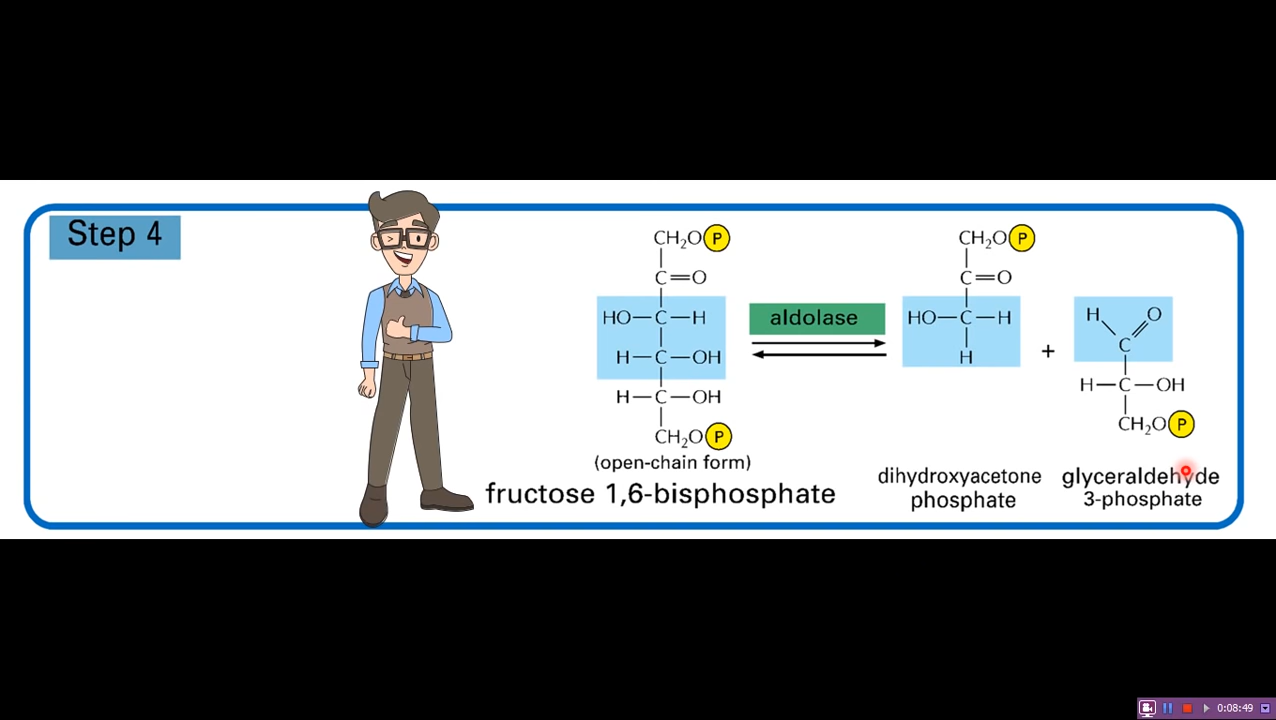 Step 4
CH₂O P
C=O
HO—C—H
H—C—OH
H—C—OH
CH₂O P
(open-chain form)
fructose 1,6-bisphosphate
aldolase
CH₂O P
C=O
HO—C—H
H
dihydroxyacetone
phosphate
+
H O
C
H—C—OH
CH₂O P
glyceraldehyde
3-phosphate
0:08:49